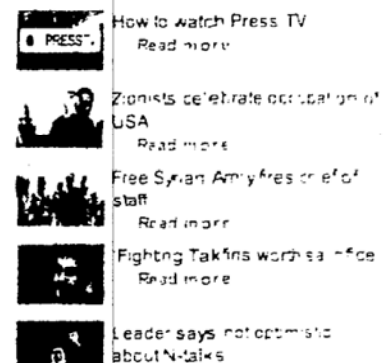 PRESST
How to watch Press TV
Read more
Zionists celebrate occupation of
USA
Read more
Free Syrian Army fires chief of
staff
Read more
'Fighting Takfiris worth sacrifice
Read more
Leader says not optimistic
about N-talks